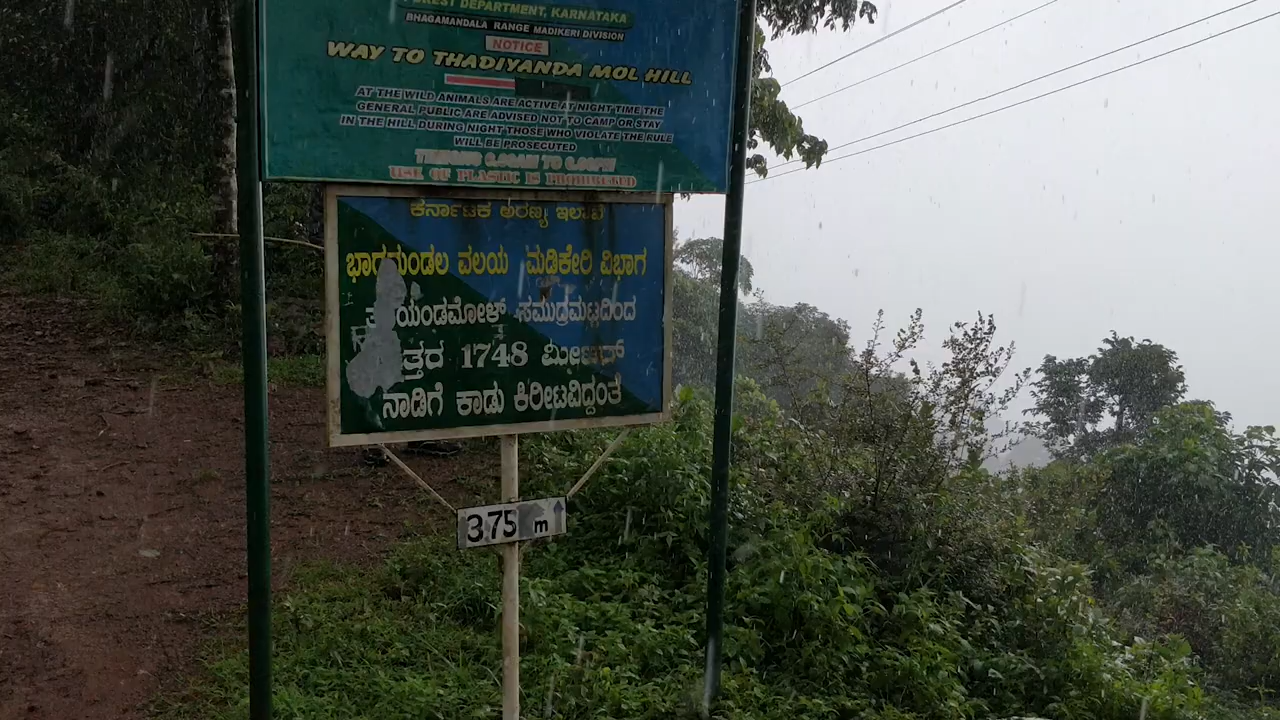 FOREST DEPARTMENT, KARNATAKA
BHAGAMANDALA RANGE MADIKERI DIVISION
NOTICE
WAY TO THADIYANDA MOL HILL
AT THE WILD ANIMALS ARE ACTIVE AT NIGHT TIME THE
GENERAL PUBLIC ARE ADVISED NOT TO CAMP OR STAY
IN THE HILL DURING NIGHT THOSE WHO VIOLATE THE RULE
WILL BE PROSECUTED
TO
USE OF PLASTIC IS PROHIBITED
ಕರ್ನಾಟಕ ಅರಣ್ಯ ಇಲಾಖೆ
ಭಾಗಮಂಡಲ ವಲಯ ಮಡಿಕೇರಿ ವಿಭಾಗ
ಸಮುದ್ರಮಟ್ಟದಿಂದ
1748 ಮೀಟರ್
ನಾಡಿಗೆ ಕಾಡು ಕಿರೀಟವಿದ್ದಂತೆ
3.75 m